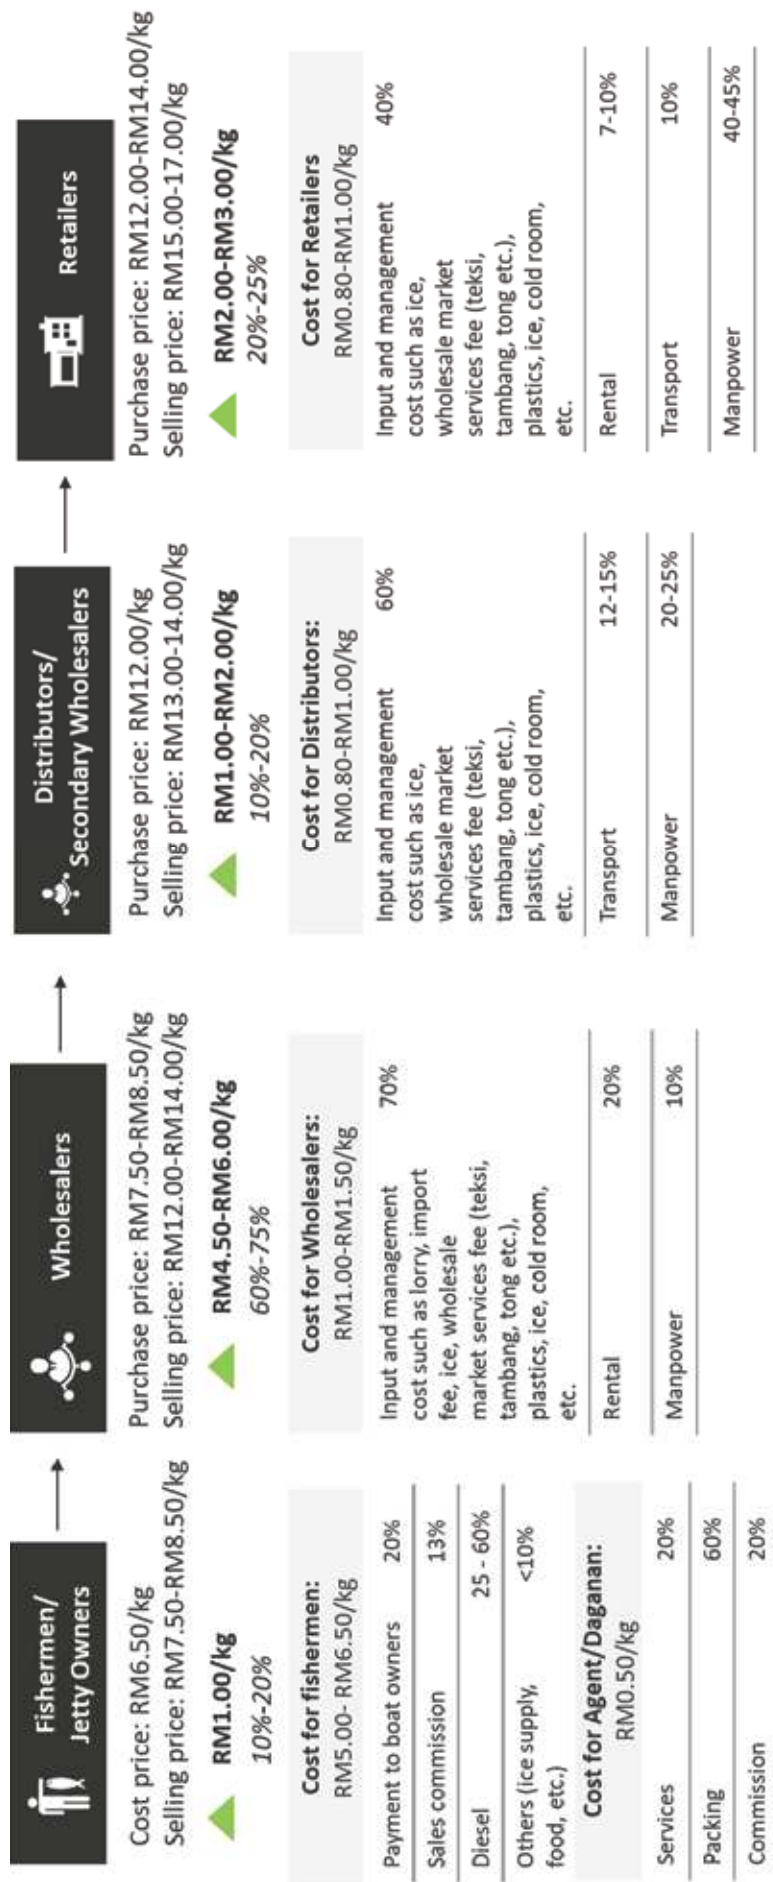 Fishermen/
Jetty Owners
Cost price: RM6.50/kg
Selling price: RM7.50-RM8.50/kg
RM1.00/kg
10%-20%
Cost for fishermen:
RM5.00- RM6.50/kg
Payment to boat owners 20%
Sales commission 13%
Diesel 25 - 60%
Others (ice supply, <10%
food, etc.)
Cost for Agent/Daganan:
RM0.50/kg
Services 20%
Packing 60%
Commission 20%
Wholesalers
Purchase price: RM7.50-RM8.50/kg
Selling price: RM12.00-RM14.00/kg
RM4.50-RM6.00/kg
60%-75%
Cost for Wholesalers:
RM1.00-RM1.50/kg
Input and management 70%
cost such as lorry, import
fee, ice, wholesale
market services fee (teksi,
tambang, tong etc.),
plastics, ice, cold room,
etc.
Rental 20%
Manpower 10%
Distributors/
Secondary Wholesalers
Purchase price: RM12.00/kg
Selling price: RM13.00-14.00/kg
RM1.00-RM2.00/kg
10%-20%
Cost for Distributors:
RM0.80-RM1.00/kg
Input and management 60%
cost such as ice,
wholesale market
services fee (teksi,
tambang, tong etc.),
plastics, ice, cold room,
etc.
Transport 12-15%
Manpower 20-25%
Retailers
Purchase price: RM12.00-RM14.00/kg
Selling price: RM15.00-17.00/kg
RM2.00-RM3.00/kg
20%-25%
Cost for Retailers
RM0.80-RM1.00/kg
Input and management 40%
cost such as ice,
wholesale market
services fee (teksi,
tambang, tong etc.),
plastics, ice, cold room,
etc.
Rental 7-10%
Transport 10%
Manpower 40-45%